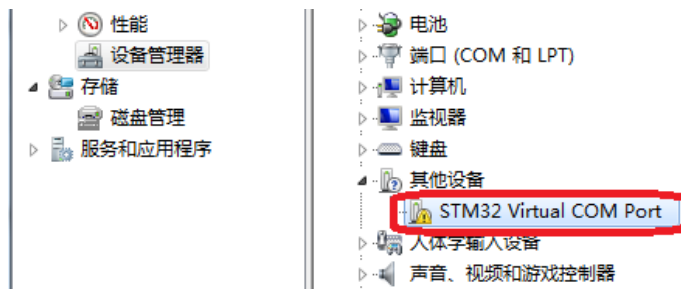 性能
设备管理器
存储
磁盘管理
服务和应用程序
电池
端口 (COM 和 LPT)
计算机
监视器
键盘
其他设备
STM32 Virtual COM Port
人体学输入设备
声音、视频和游戏控制器